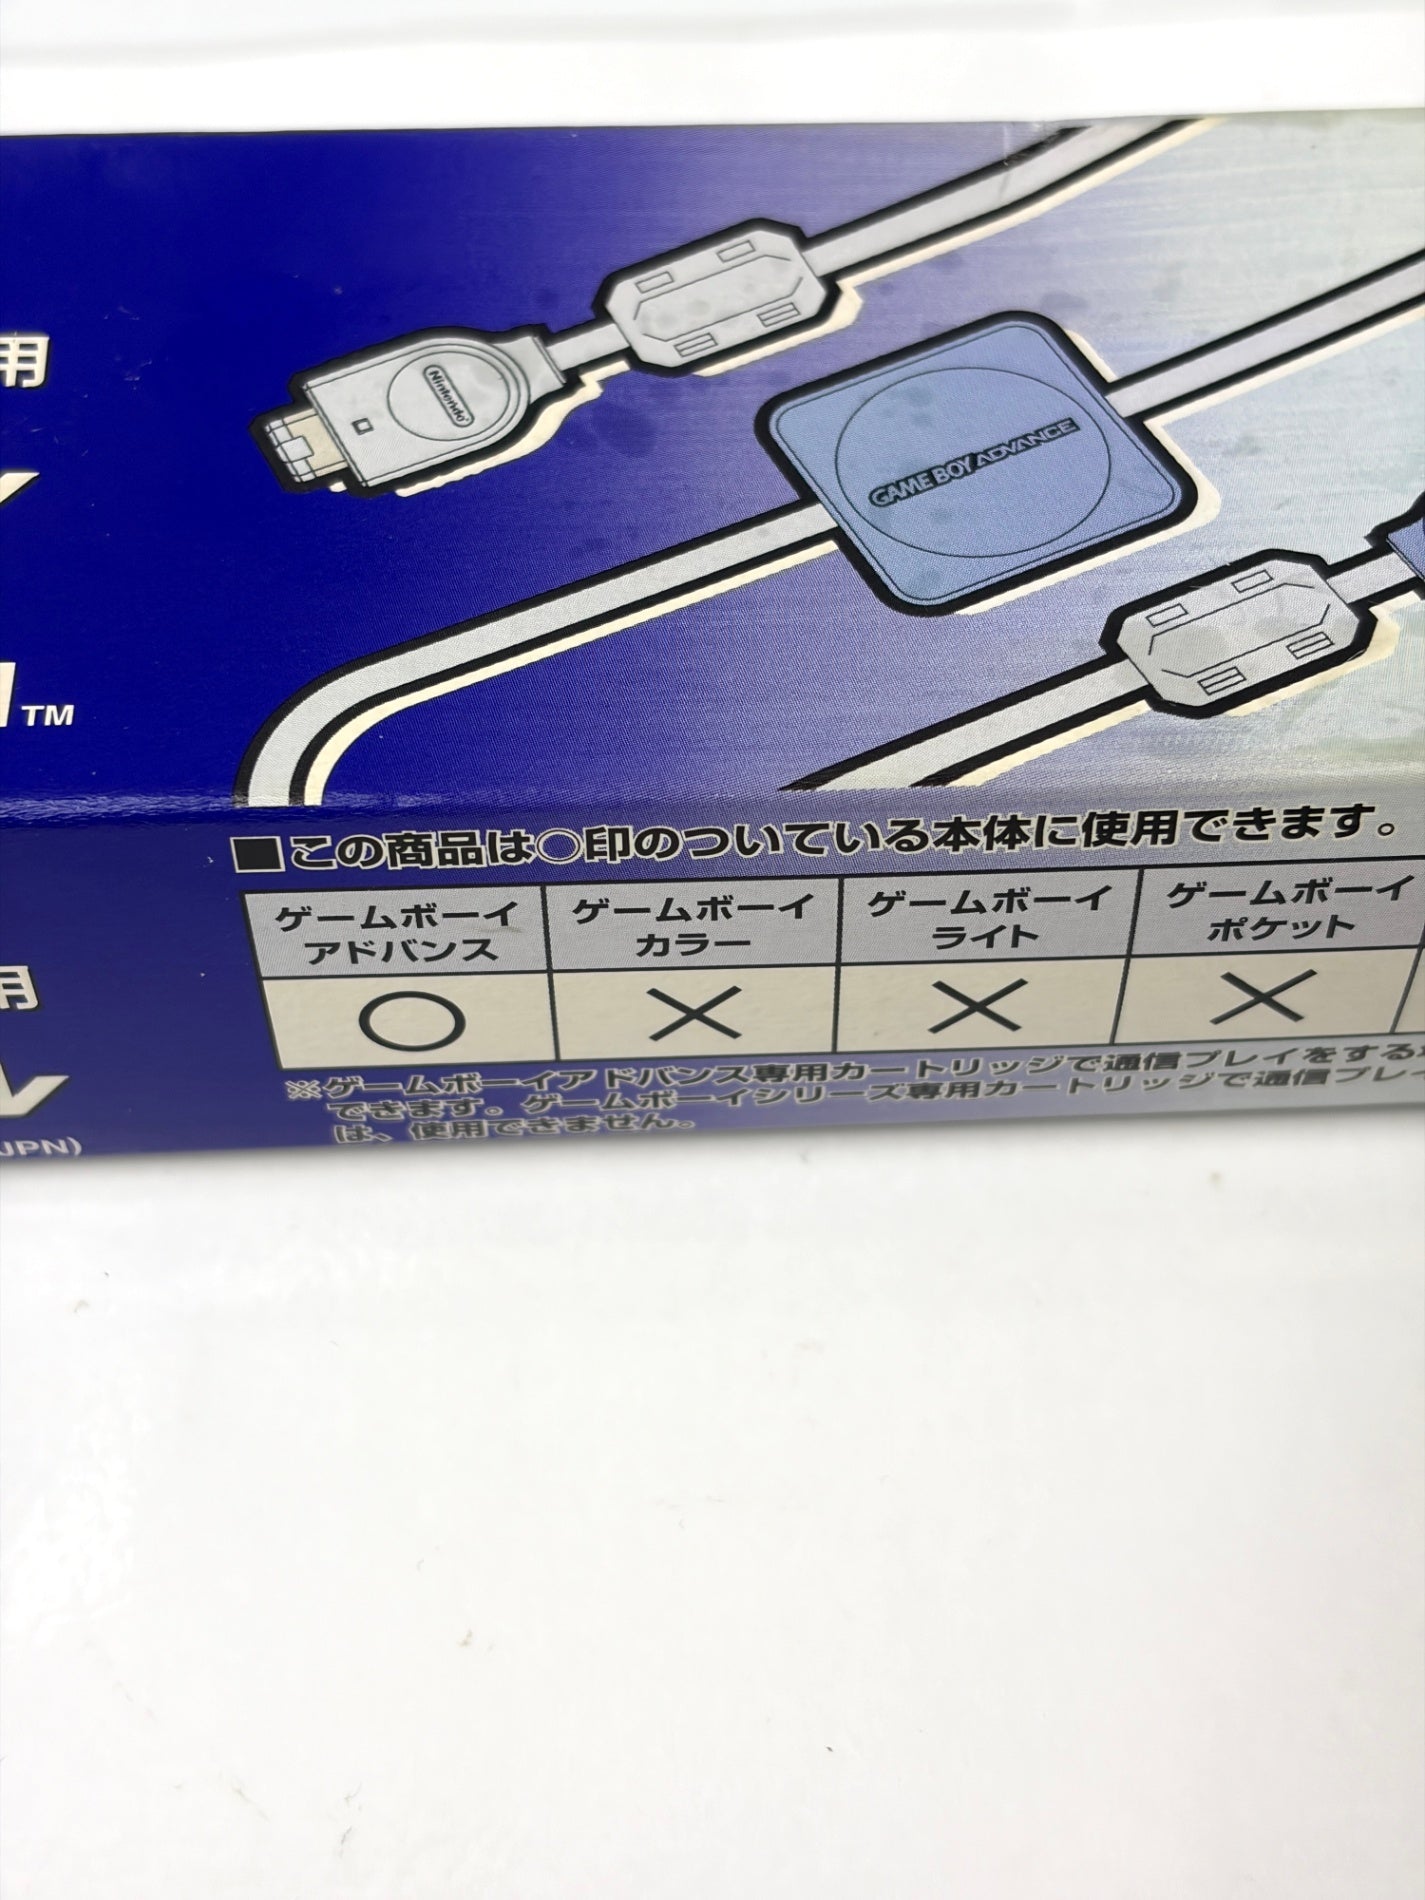 用
Nintendo
GAME BOY ADVANCE
TM
■この商品は○印のついている本体に使用できます。
ゲームボーイ
アドバンス
ゲームボーイ
カラー
ゲームボーイ
ライト
ゲームボーイ
ポケット
○
×
×
×
用
JPN)
※ゲームボーイアドバンス専用カートリッジで通信プレイをする
できます。ゲームボーイシリーズ専用カートリッジで通信プレイ
は、使用できません。